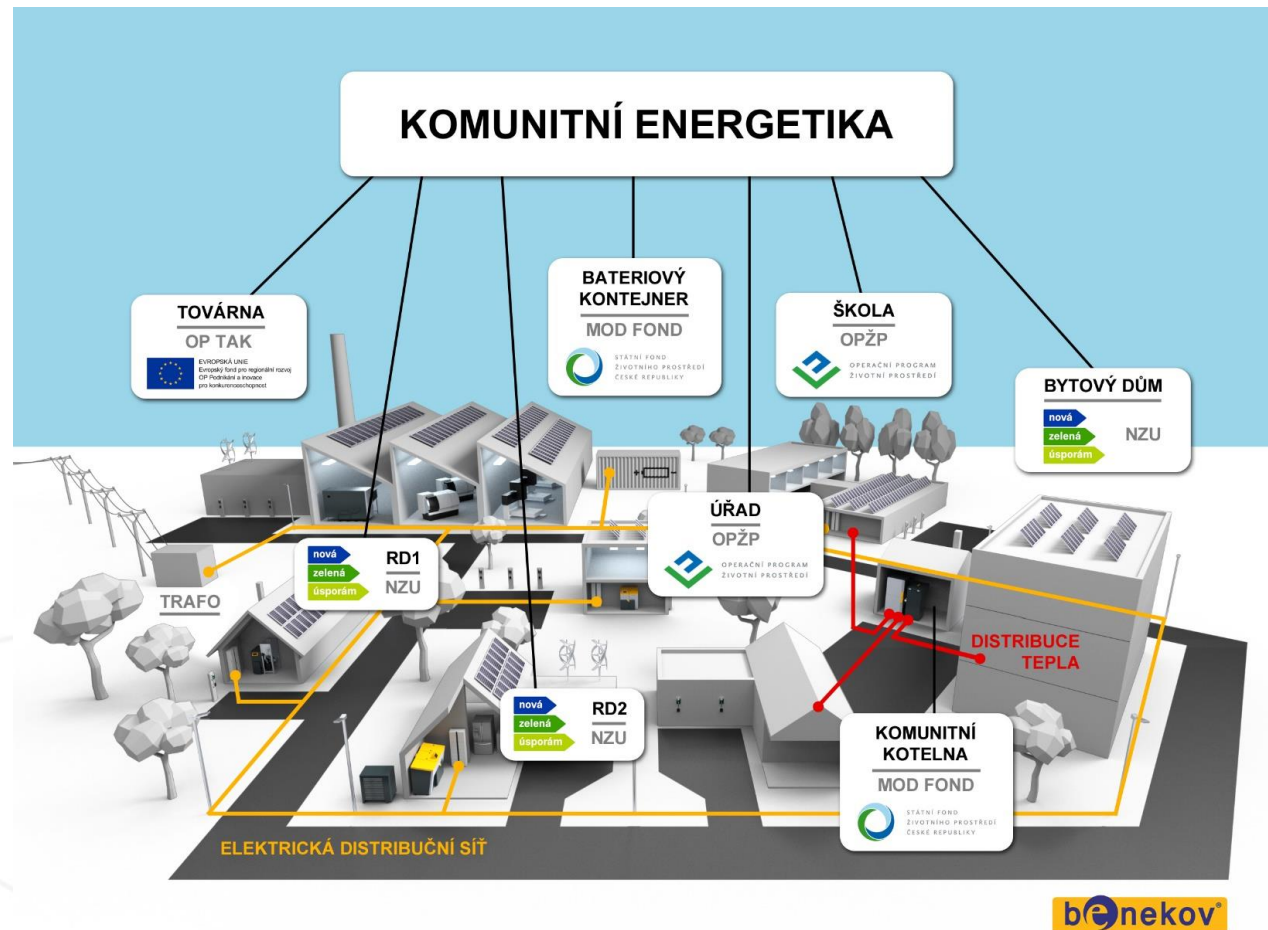 KOMUNITNÍ ENERGETIKA
TOVÁRNA
OP TAK
EVROPSKÁ UNIE
Evropský fond pro regionální rozvoj
OP Podnikání a inovace
pro konkurenceschopnost
BATERIOVÝ
KONTEJNER
MOD FOND
STÁTNÍ FOND
ŽIVOTNÍHO PROSTŘEDÍ
ČESKÉ REPUBLIKY
ŠKOLA
OPŽP
OPERAČNÍ PROGRAM
ŽIVOTNÍ PROSTŘEDÍ
BYTOVÝ DŮM
nová
zelená
úsporám
NZU
ÚŘAD
OPŽP
OPERAČNÍ PROGRAM
ŽIVOTNÍ PROSTŘEDÍ
nová
zelená
úsporám
RD1
NZU
TRAFO
DISTRIBUCE
TEPLA
nová
zelená
úsporám
RD2
NZU
KOMUNITNÍ
KOTELNA
MOD FOND
STÁTNÍ FOND
ŽIVOTNÍHO PROSTŘEDÍ
ČESKÉ REPUBLIKY
ELEKTRICKÁ DISTRIBUČNÍ SÍŤ
benekov®